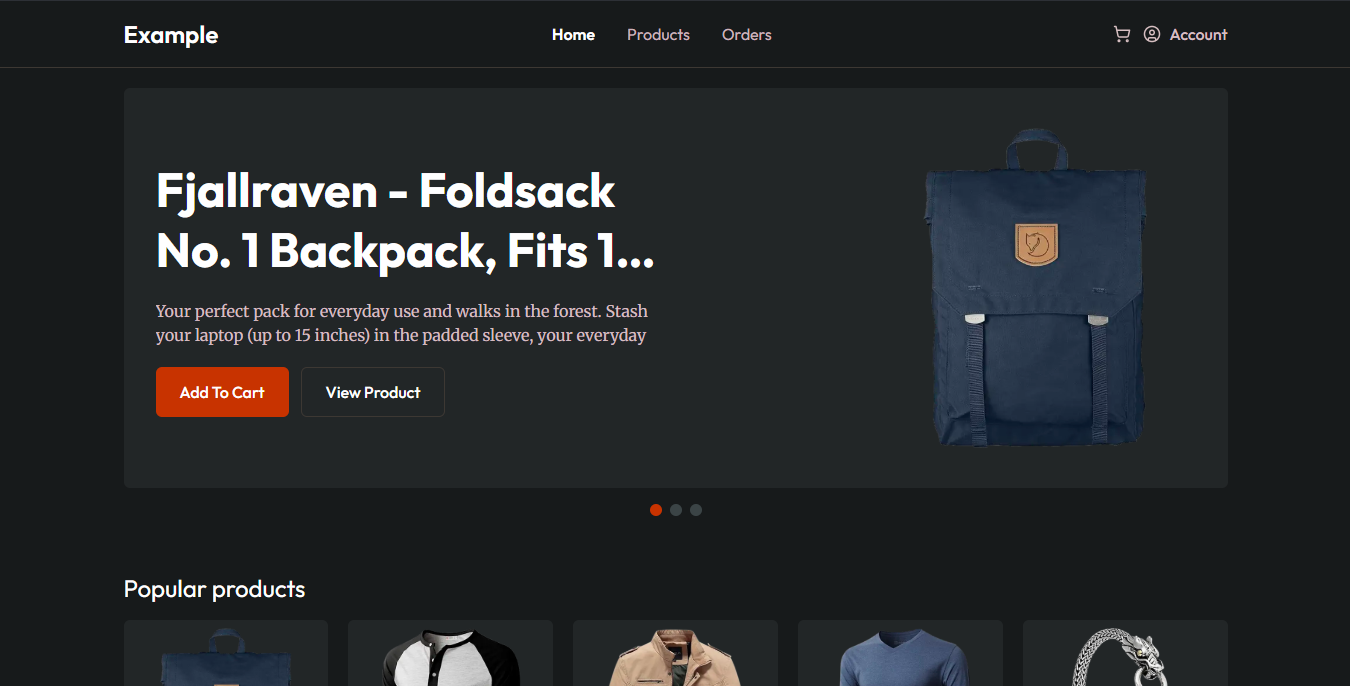 Example
Home
Products
Orders
Account
Fjallraven - Foldsack
No. 1 Backpack, Fits 1...
Your perfect pack for everyday use and walks in the forest. Stash
your laptop (up to 15 inches) in the padded sleeve, your everyday
Add To Cart
View Product
Popular products